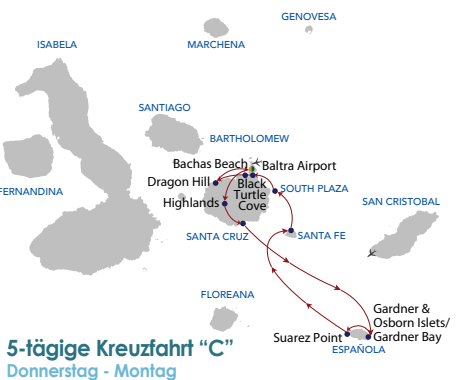 GENOVESA
ISABELA
MARCHENA
SANTIAGO
BARTHOLOMEW
Bachas Beach
Baltra Airport
FERNANDINA
Dragon Hill
Black
Turtle
Cove
SOUTH PLAZA
Highlands
SAN CRISTOBAL
SANTA CRUZ
SANTA FE
FLOREANA
Gardner &
Osborn Islets/
Gardner Bay
Suarez Point
ESPAÑOLA
5-tägige Kreuzfahrt “C”
Donnerstag - Montag